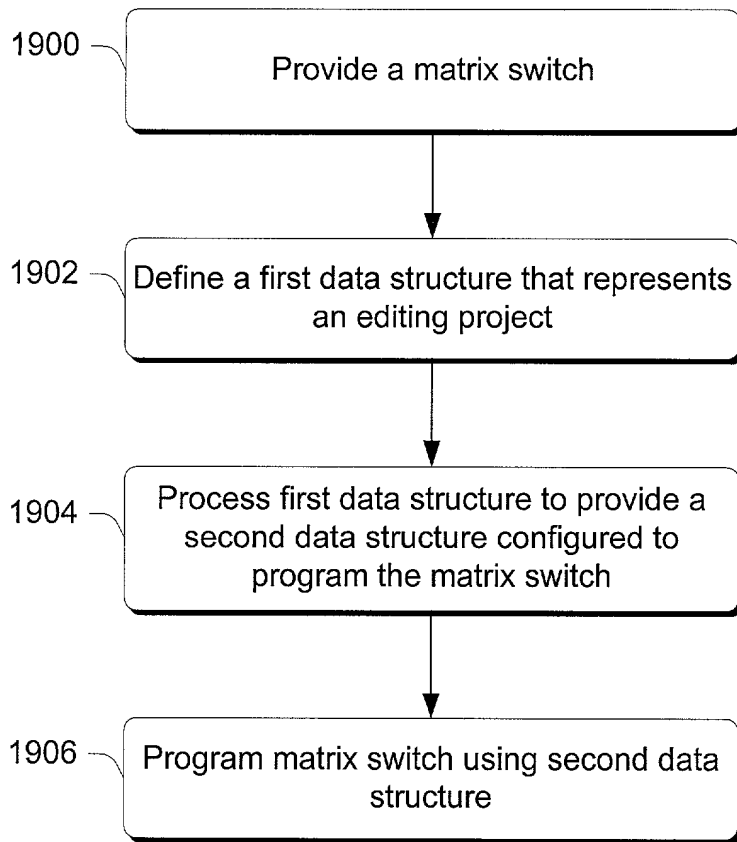 1900
Provide a matrix switch
1902
Define a first data structure that represents
an editing project
1904
Process first data structure to provide a
second data structure configured to
program the matrix switch
1906
Program matrix switch using second data
structure